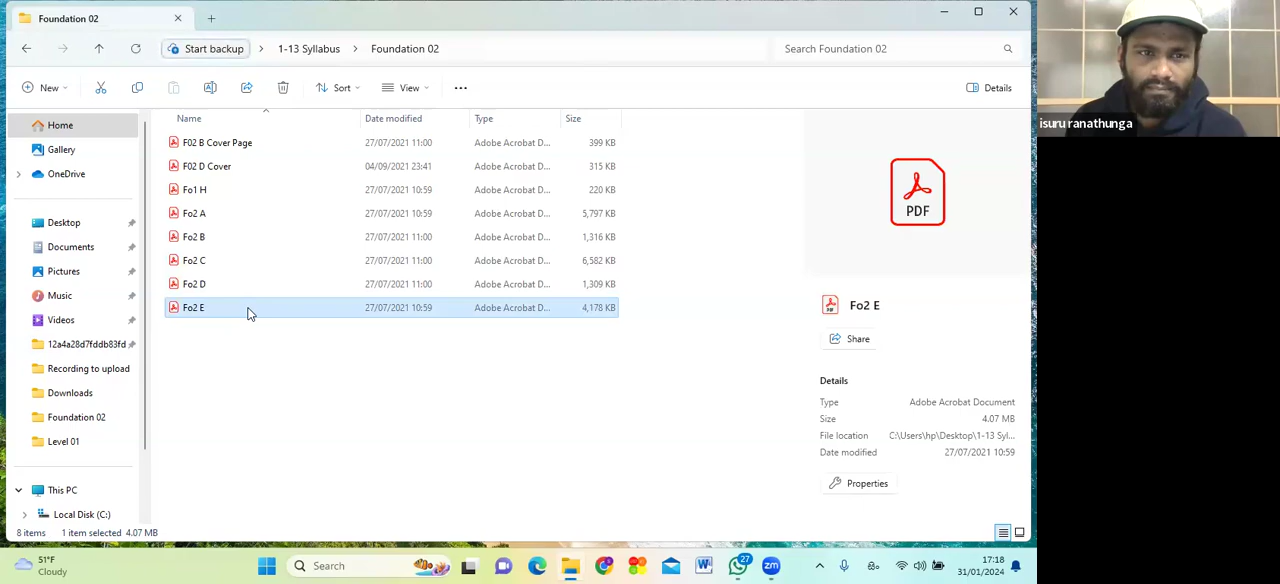 Foundation 02
Start backup > 1-13 Syllabus > Foundation 02
Search Foundation 02
New
Sort
View
Details
Name Date modified Type Size
F02 B Cover Page 27/07/2021 11:00 Adobe Acrobat D... 399 KB
F02 D Cover 04/09/2021 23:41 Adobe Acrobat D... 315 KB
Fo1 H 27/07/2021 10:59 Adobe Acrobat D... 220 KB
Fo2 A 27/07/2021 10:59 Adobe Acrobat D... 5,797 KB
Fo2 B 27/07/2021 11:00 Adobe Acrobat D... 1,316 KB
Fo2 C 27/07/2021 11:00 Adobe Acrobat D... 6,582 KB
Fo2 D 27/07/2021 11:00 Adobe Acrobat D... 1,309 KB
Fo2 E 27/07/2021 10:59 Adobe Acrobat D... 4,178 KB
Home
Gallery
OneDrive
Desktop
Documents
Pictures
Music
Videos
12a4a28d7fddb83fd
Recording to upload
Downloads
Foundation 02
Level 01
This PC
Local Disk (C:)
PDF
Fo2 E
Share
Details
Type Adobe Acrobat Document
Size 4.07 MB
File location C:\Users\hp\Desktop\1-13 Syl...
Date modified 27/07/2021 10:59
Properties
8 items 1 item selected 4.07 MB
isuru ranathunga
51°F
Cloudy
Search
27
zm
17:18
31/01/2024